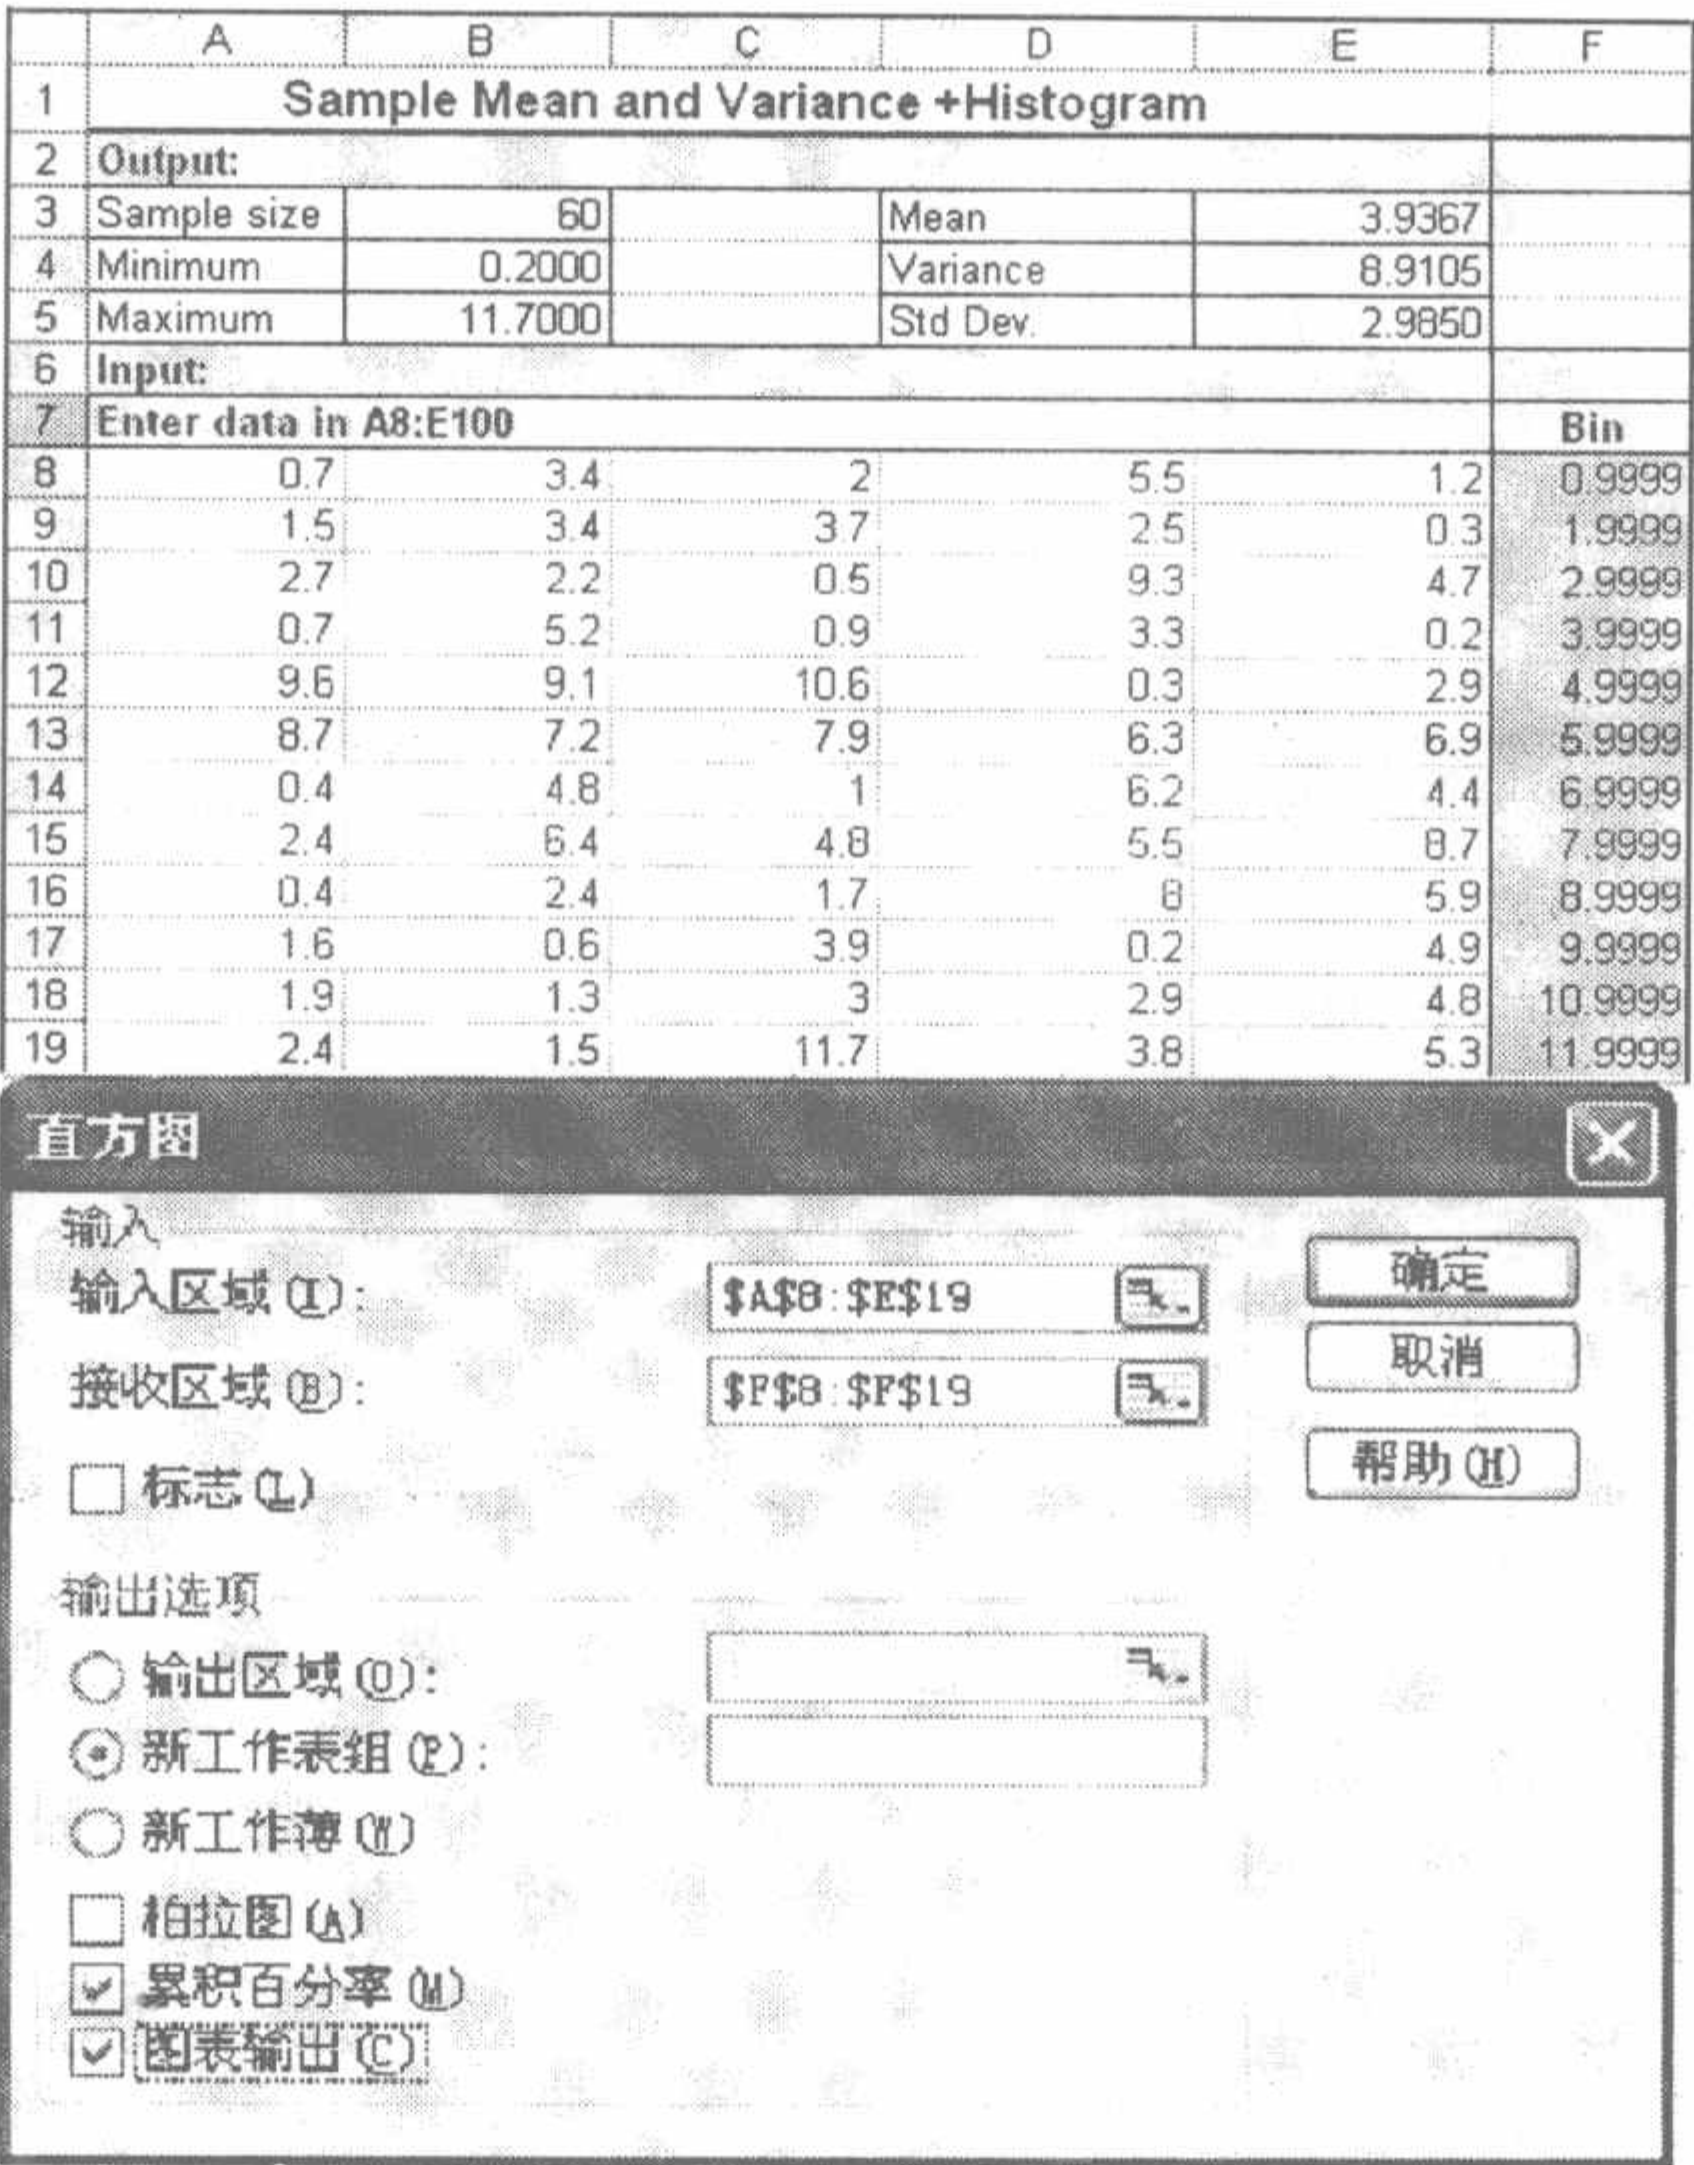 A B C D E F
1 Sample Mean and Variance +Histogram
2 Output:
3 Sample size 60 Mean 3.9367
4 Minimum 0.2000 Variance 8.9105
5 Maximum 11.7000 Std Dev. 2.9850
6 Input:
7 Enter data in A8:E100 Bin
8 0.7 3.4 2 5.5 1.2 0.9999
9 1.5 3.4 3.7 2.5 0.3 1.9999
10 2.7 2.2 0.5 9.3 4.7 2.9999
11 0.7 5.2 0.9 3.3 0.2 3.9999
12 9.6 9.1 10.6 0.3 2.9 4.9999
13 8.7 7.2 7.9 6.3 6.9 5.9999
14 0.4 4.8 1 6.2 4.4 6.9999
15 2.4 6.4 4.8 5.5 8.7 7.9999
16 0.4 2.4 1.7 8 5.9 8.9999
17 1.6 0.6 3.9 0.2 4.9 9.9999
18 1.9 1.3 3 2.9 4.8 10.9999
19 2.4 1.5 11.7 3.8 5.3 11.9999
直方图
输入
输入区域(I): $A$8:$E$19 确定
接收区域(B): $F$8:$F$19 取消
标志(L) 帮助(H)
输出选项
输出区域(O):
新工作表组(P):
新工作薄(W)
柏拉图(A)
累积百分率(M)
图表输出(C)